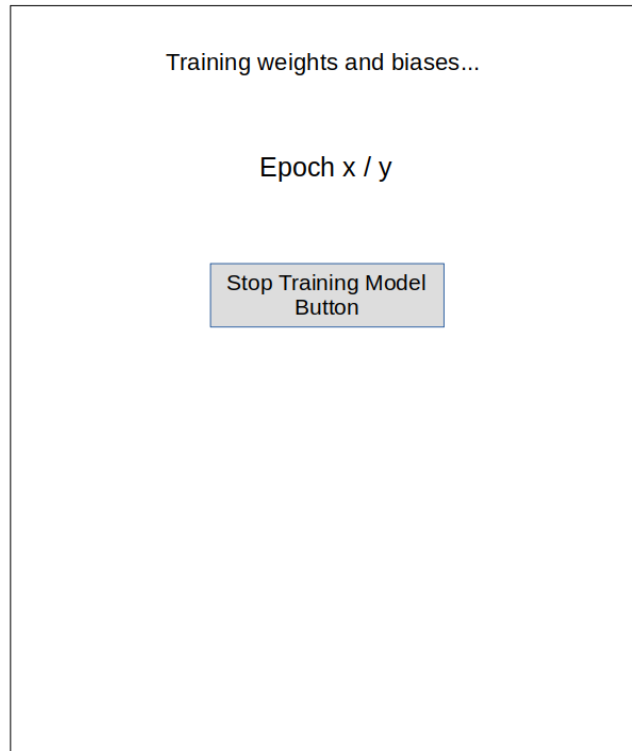 Training weights and biases...
Epoch x / y
Stop Training Model
Button